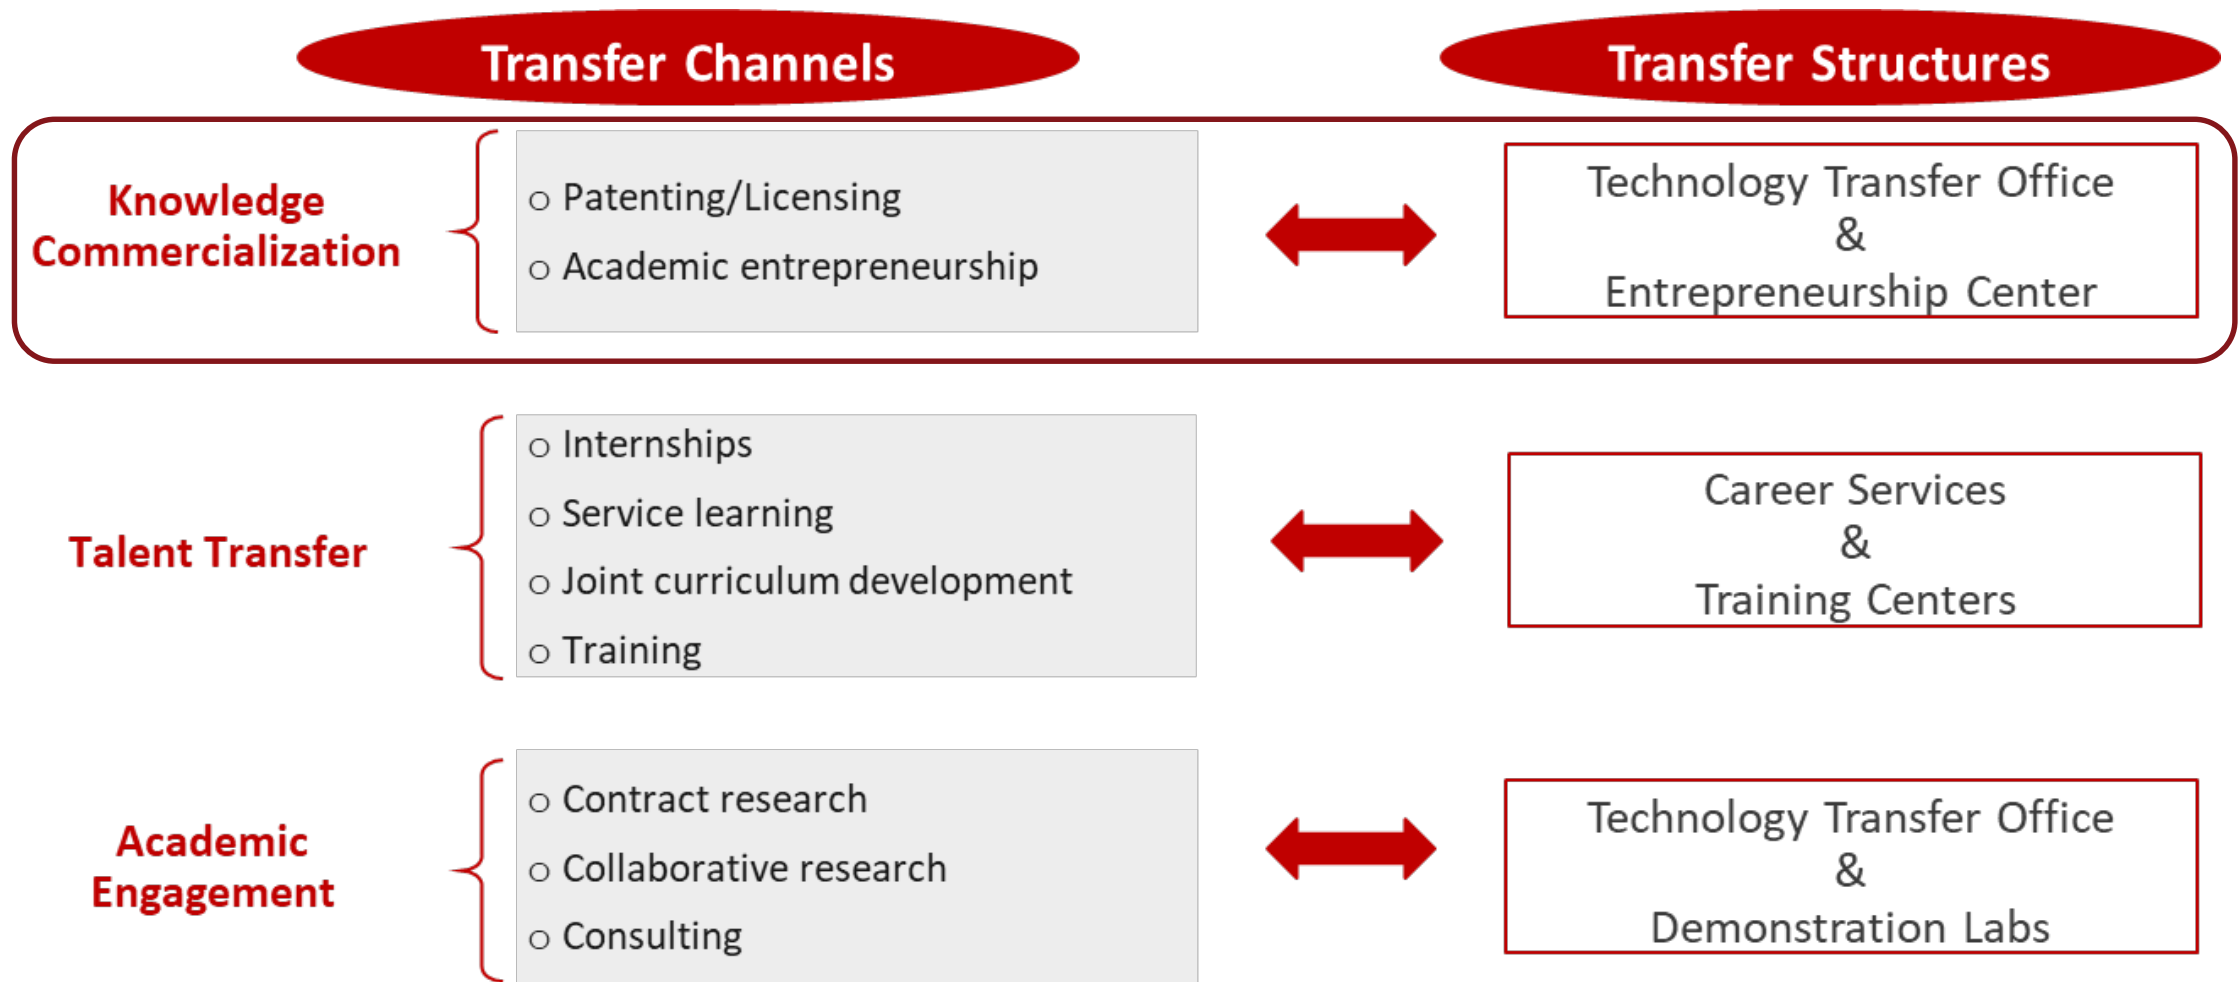 Transfer Channels
Transfer Structures
Knowledge
Commercialization
o Patenting/Licensing
o Academic entrepreneurship
Technology Transfer Office
&
Entrepreneurship Center
Talent Transfer
o Internships
o Service learning
o Joint curriculum development
o Training
Career Services
&
Training Centers
Academic
Engagement
o Contract research
o Collaborative research
o Consulting
Technology Transfer Office
&
Demonstration Labs